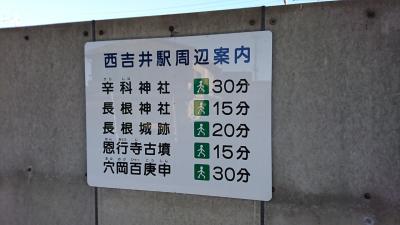 西吉井駅周辺案内
辛科神社 30分
長根神社 15分
長根城跡 20分
恩行寺古墳 15分
穴岡百庚申 30分